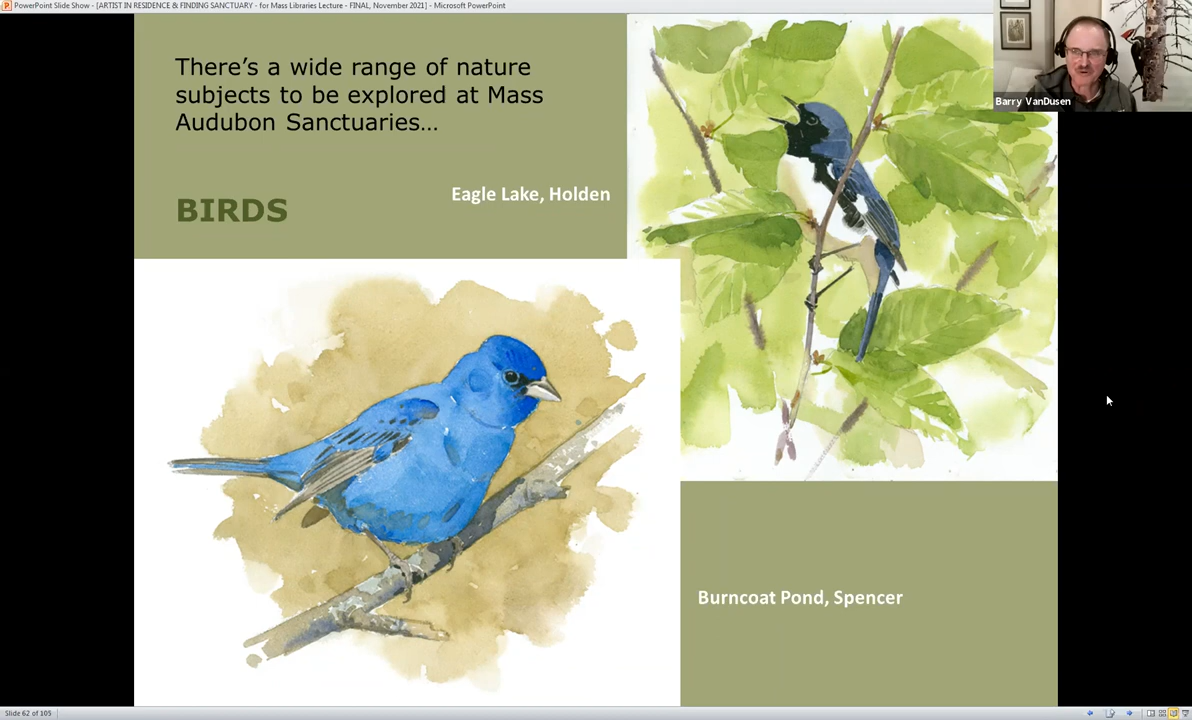 PowerPoint Slide Show - [ARTIST IN RESIDENCE & FINDING SANCTUARY - for Mass Libraries Lecture - FINAL, November 2021] - Microsoft PowerPoint
There's a wide range of nature
subjects to be explored at Mass
Audubon Sanctuaries...
Eagle Lake, Holden
BIRDS
Barry VanDusen
Burncoat Pond, Spencer
Slide 62 of 105